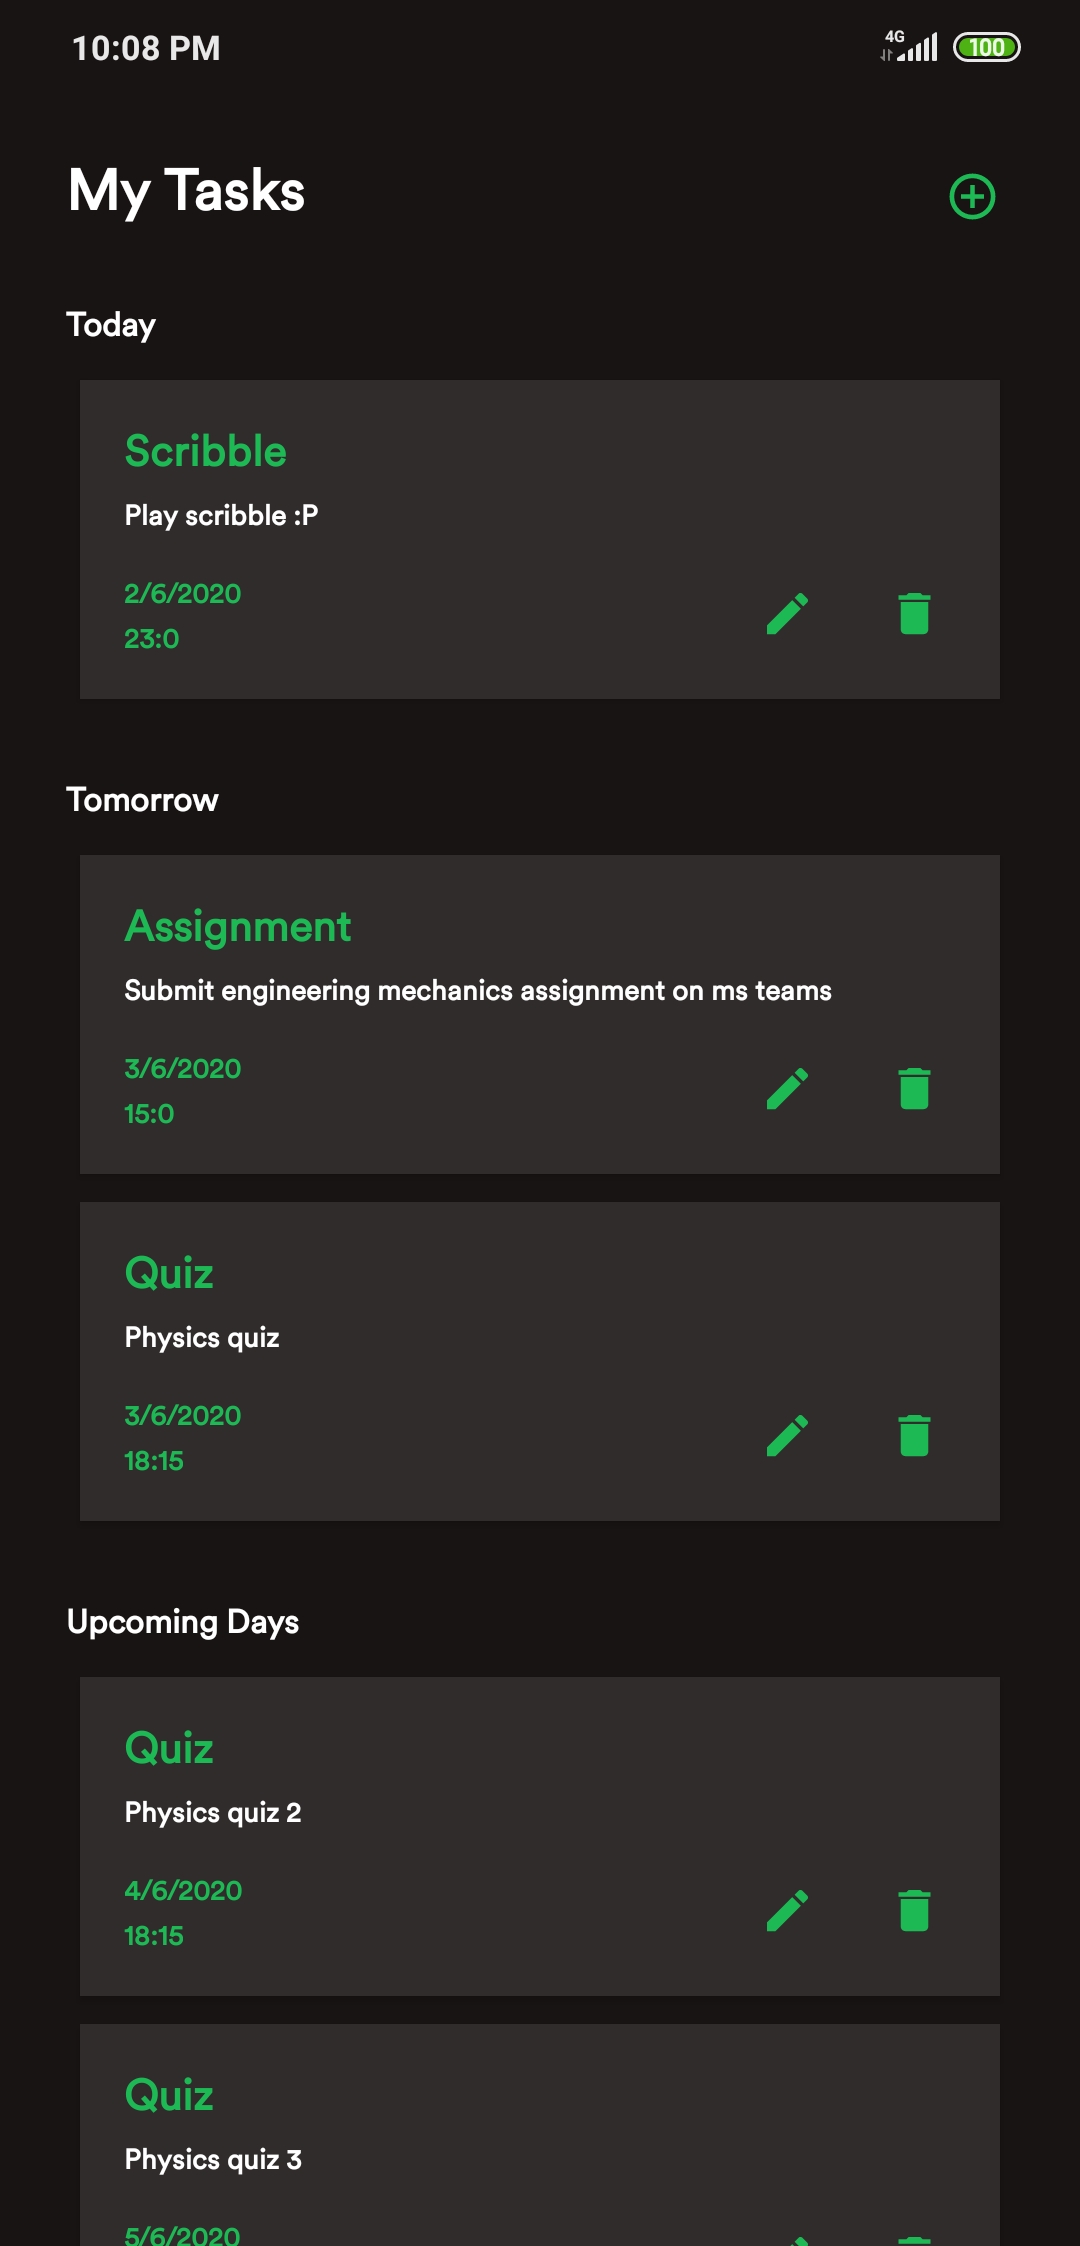 10:08 PM
4G
100
My Tasks
Today
Scribble
Play scribble :P
2/6/2020
23:0
Tomorrow
Assignment
Submit engineering mechanics assignment on ms teams
3/6/2020
15:0
Quiz
Physics quiz
3/6/2020
18:15
Upcoming Days
Quiz
Physics quiz 2
4/6/2020
18:15
Quiz
Physics quiz 3
5/6/2020